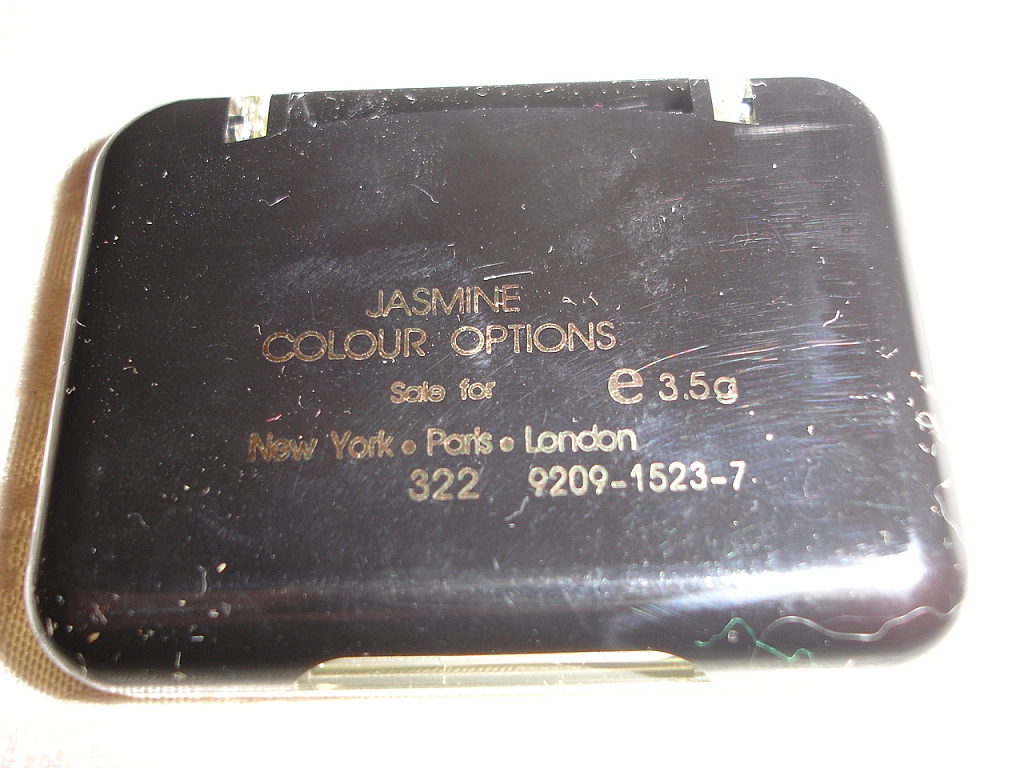 JASMINE
COLOUR OPTIONS
Sale for e 3.5g
New York • Paris • London
322 9209-1523-7